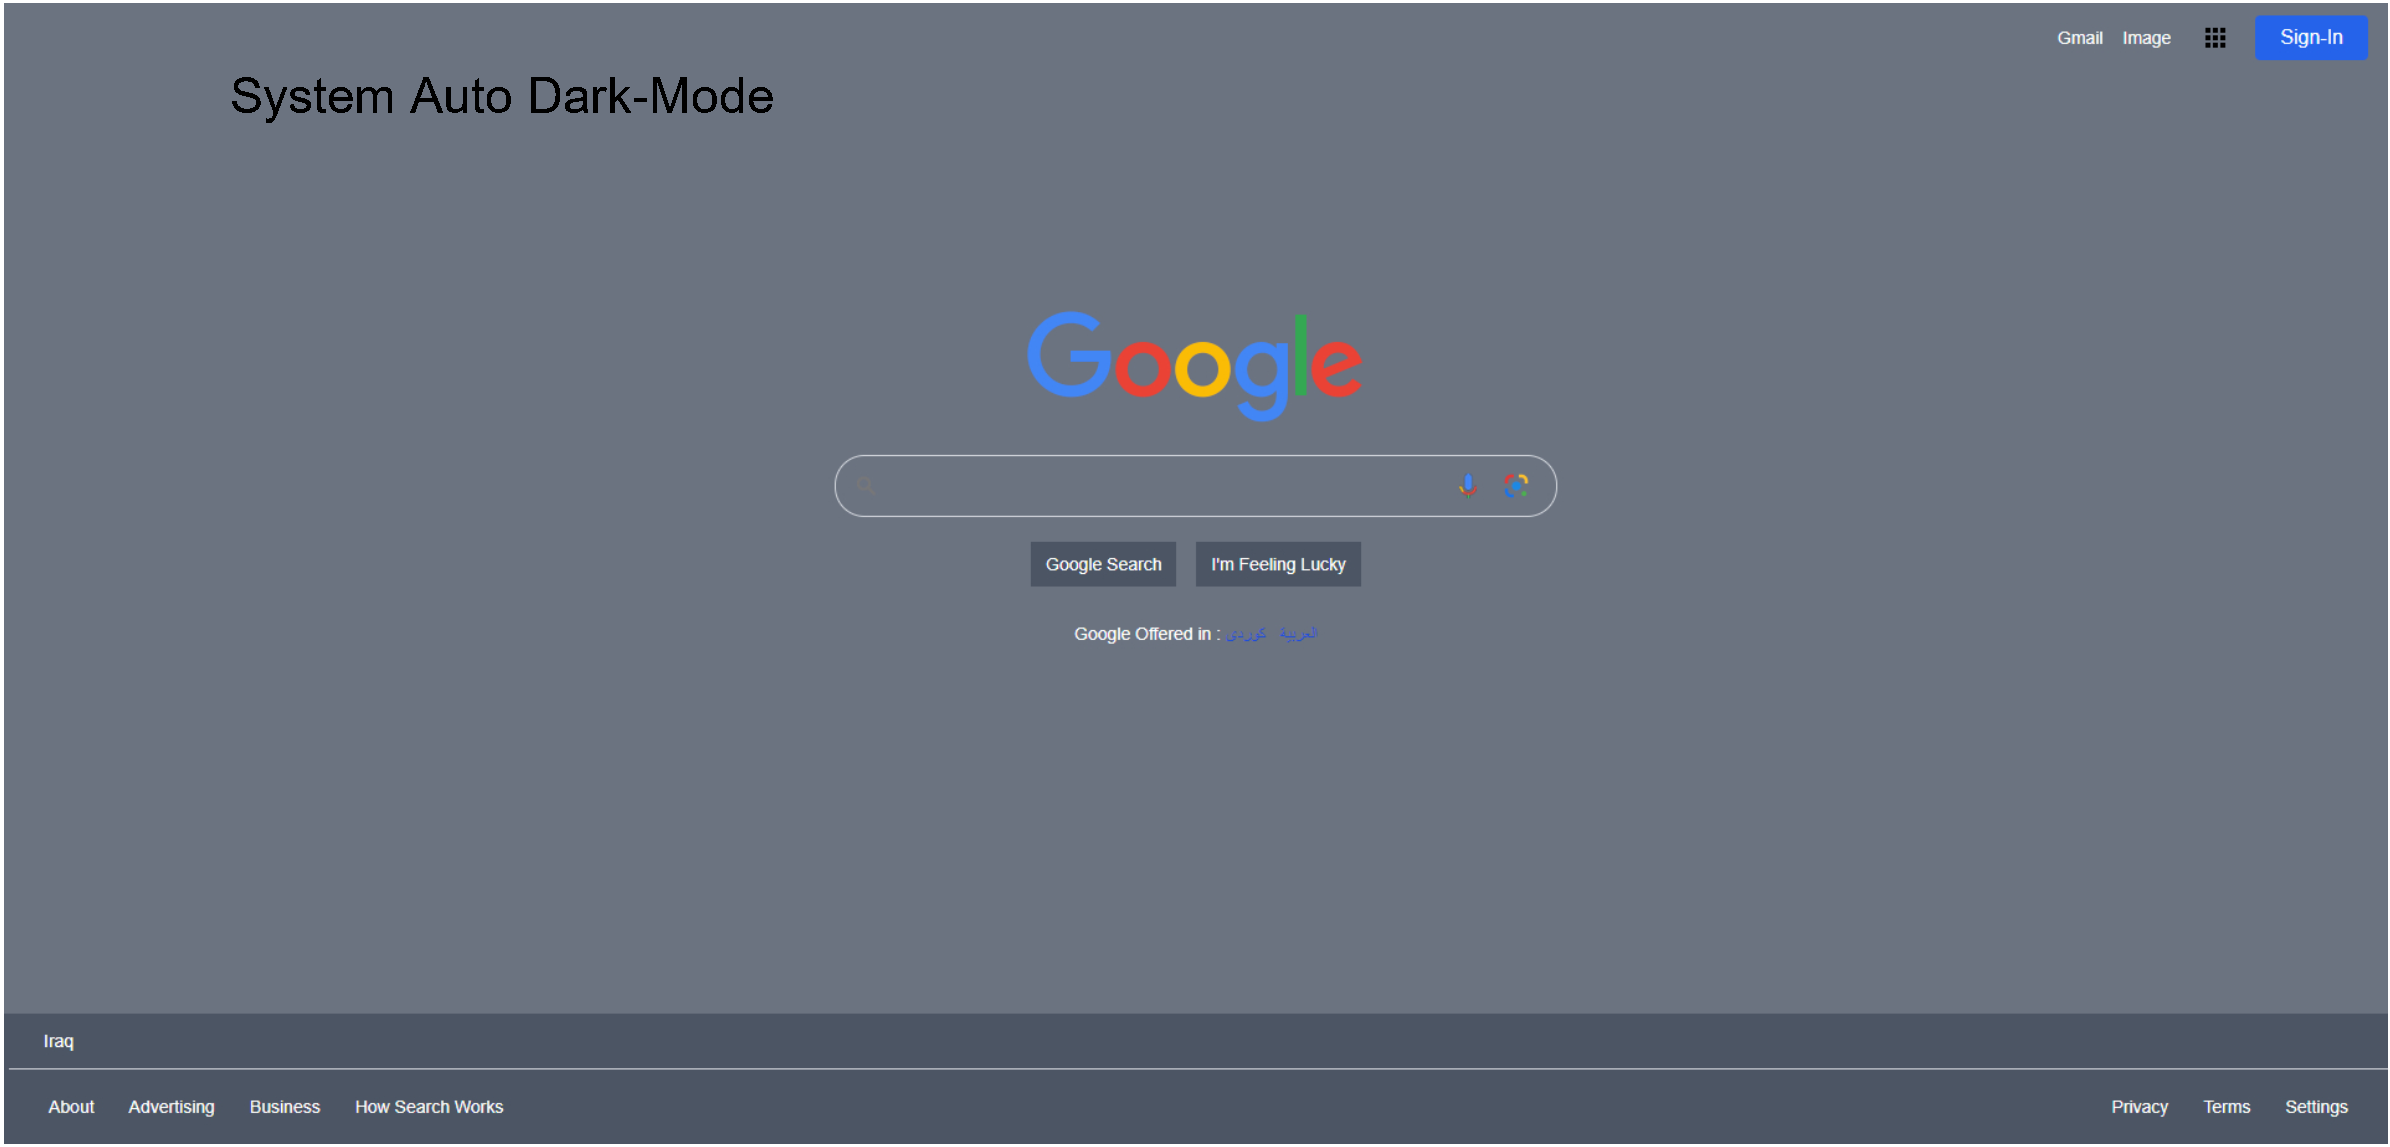 Gmail Image Sign-In
System Auto Dark-Mode
Google
Google Search I'm Feeling Lucky
Google Offered in : كوردی العربية
Iraq
About Advertising Business How Search Works Privacy Terms Settings